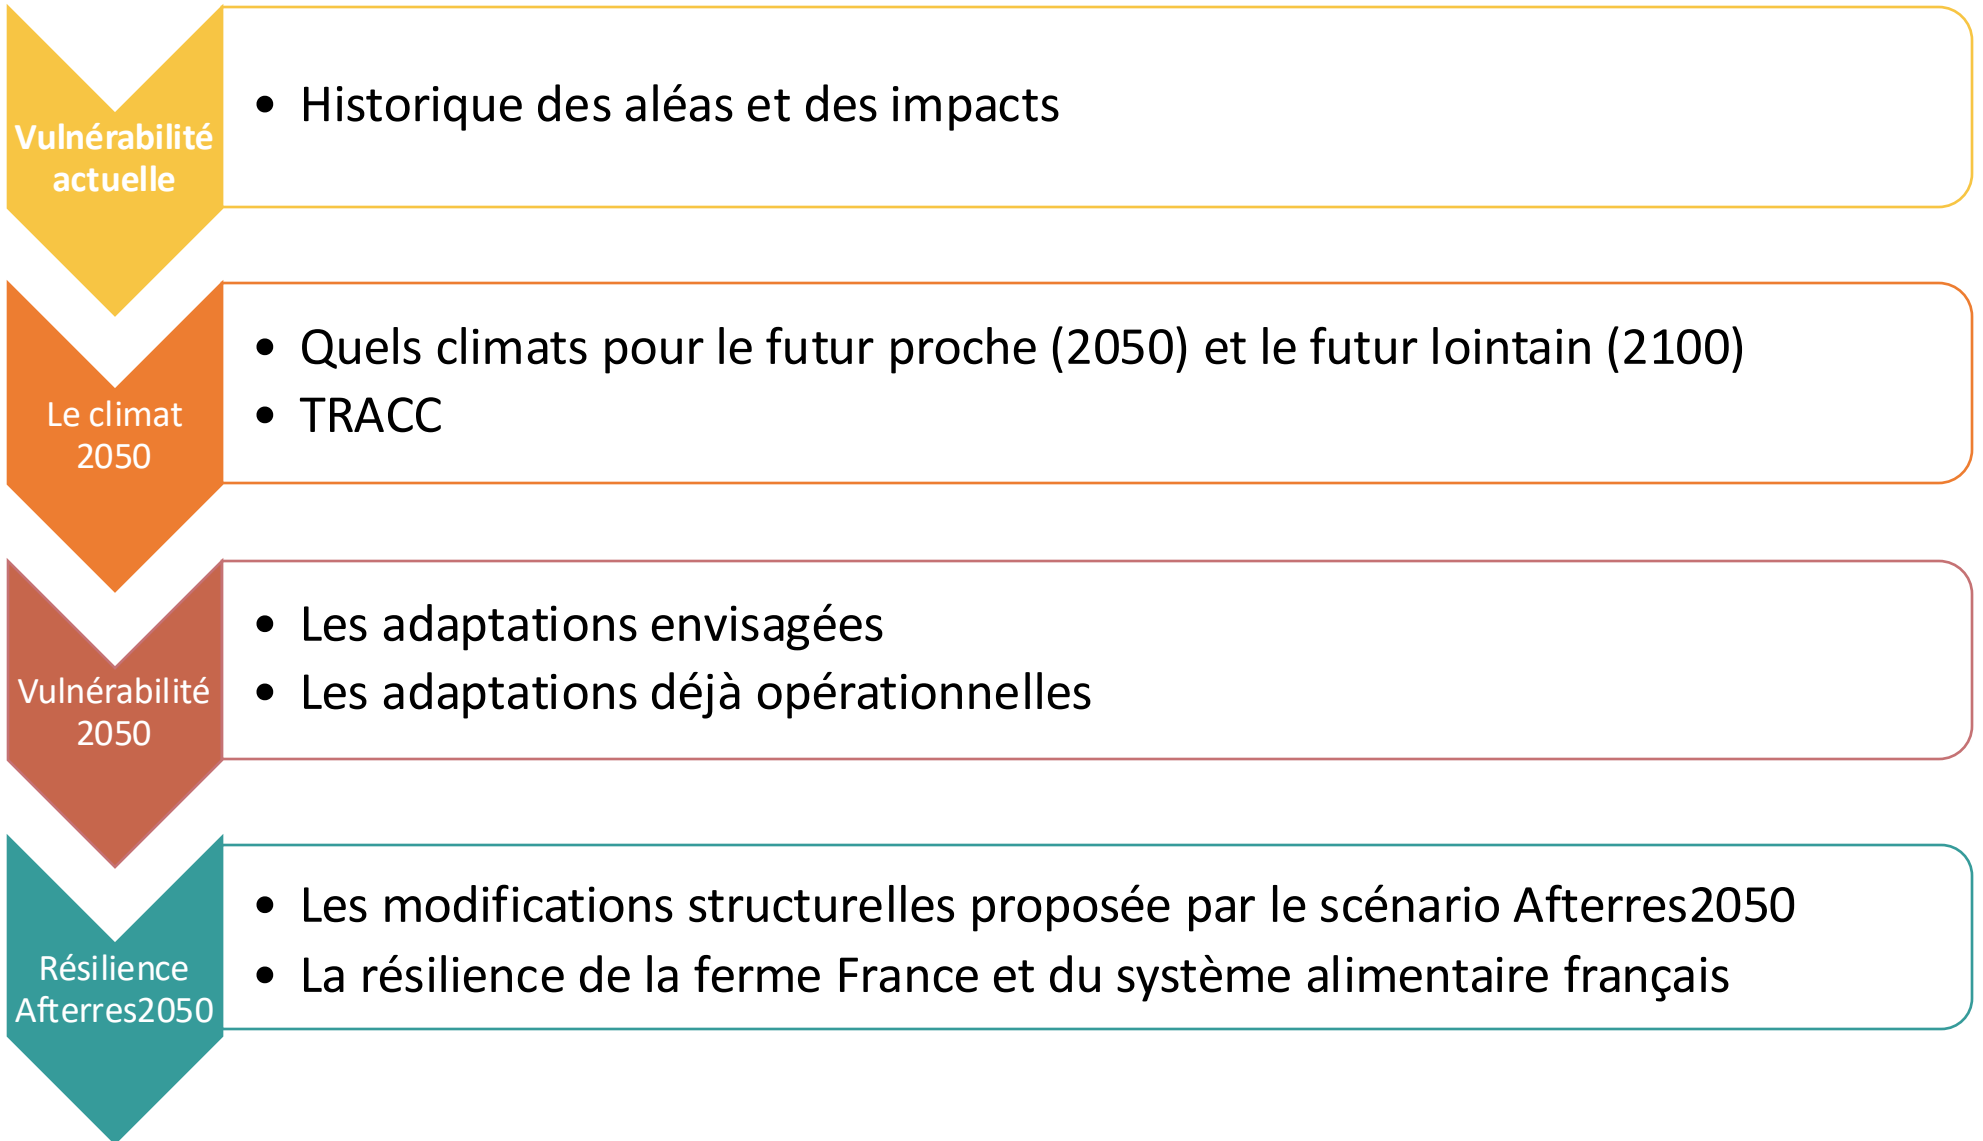 Vulnérabilité
actuelle
• Historique des aléas et des impacts
Le climat
2050
• Quels climats pour le futur proche (2050) et le futur lointain (2100)
• TRACC
Vulnérabilité
2050
• Les adaptations envisagées
• Les adaptations déjà opérationnelles
Résilience
Afterres2050
• Les modifications structurelles proposée par le scénario Afterres2050
• La résilience de la ferme France et du système alimentaire français